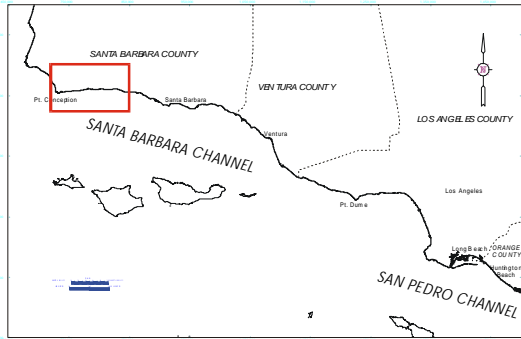 SANTA BARBARA COUNTY
VENTURA COUNTY
N
Pt. Conception
Santa Barbara
LOS ANGELES COUNTY
SANTA BARBARA CHANNEL
Ventura
Los Angeles
Pt. Dume
Long Beach
ORANGE
COUNTY
Huntington
Beach
SAN PEDRO CHANNEL